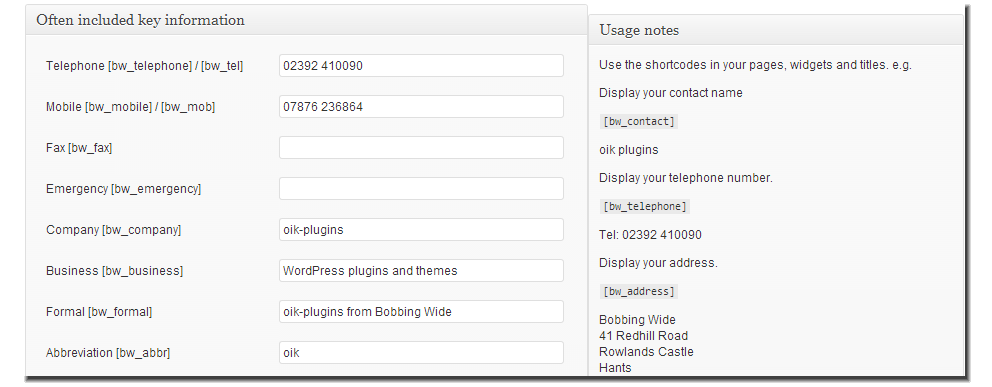 Often included key information
Telephone [bw_telephone] / [bw_tel] 02392 410090
Mobile [bw_mobile] / [bw_mob] 07876 236864
Fax [bw_fax]
Emergency [bw_emergency]
Company [bw_company] oik-plugins
Business [bw_business] WordPress plugins and themes
Formal [bw_formal] oik-plugins from Bobbing Wide
Abbreviation [bw_abbr] oik
Usage notes
Use the shortcodes in your pages, widgets and titles. e.g.
Display your contact name
[bw_contact]
oik plugins
Display your telephone number.
[bw_telephone]
Tel: 02392 410090
Display your address.
[bw_address]
Bobbing Wide
41 Redhill Road
Rowlands Castle
Hants